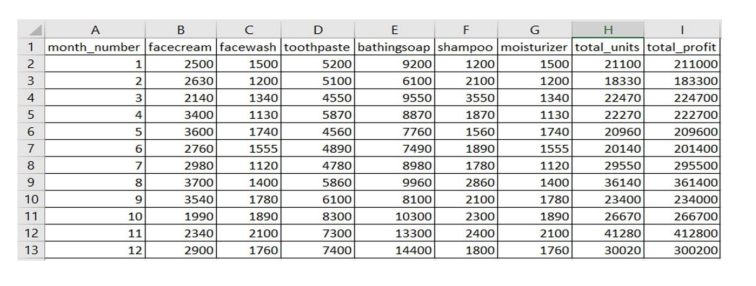 A B C D E F G H I
1 month_number facecream facewash toothpaste bathingsoap shampoo moisturizer total_units total_profit
2 1 2500 1500 5200 9200 1200 1500 21100 211000
3 2 2630 1200 5100 6100 2100 1200 18330 183300
4 3 2140 1340 4550 9550 3550 1340 22470 224700
5 4 3400 1130 5870 8870 1870 1130 22270 222700
6 5 3600 1740 4560 7760 1560 1740 20960 209600
7 6 2760 1555 4890 7490 1890 1555 20140 201400
8 7 2980 1120 4780 8980 1780 1120 29550 295500
9 8 3700 1400 5860 9960 2860 1400 36140 361400
10 9 3540 1780 6100 8100 2100 1780 23400 234000
11 10 1990 1890 8300 10300 2300 1890 26670 266700
12 11 2340 2100 7300 13300 2400 2100 41280 412800
13 12 2900 1760 7400 14400 1800 1760 30020 300200